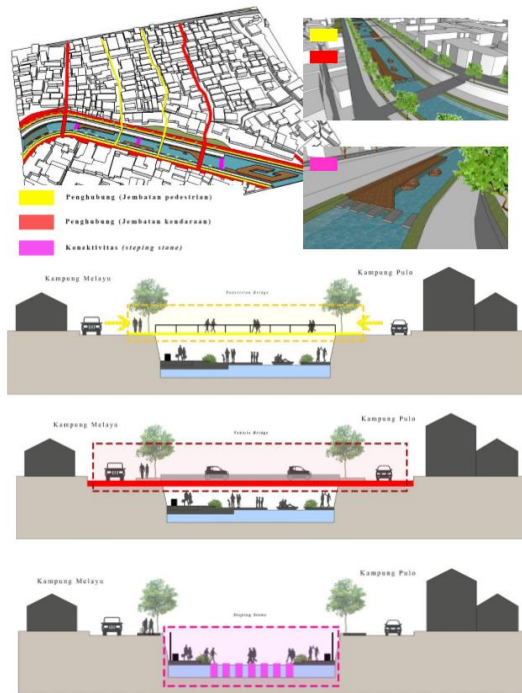 Penghubung (Jembatan pedestrian)
Penghubung (Jembatan kendaraan)
Konektivitas (steping stone)
Kampung Melayu
Kampung Pulo
Pedestrian Bridge
Kampung Melayu
Kampung Pulo
Vehicle Bridge
Kampung Melayu
Kampung Pulo
Steping Stone